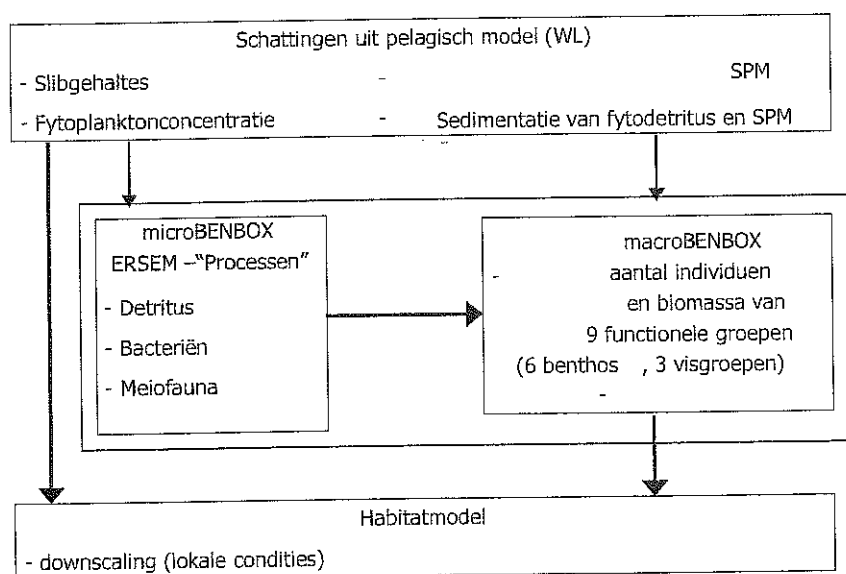 Schattingen uit pelagisch model (WL)
- Slibgehaltes - SPM
- Fytoplanktonconcentratie - Sedimentatie van fytodetritus en SPM
microBENBOX
ERSEM –“Processen”
- Detritus
- Bacteriën
- Meiofauna
macroBENBOX
- aantal individuen
en biomassa van
9 functionele groepen
(6 benthos , 3 visgroepen)
-
Habitatmodel
- downscaling (lokale condities)